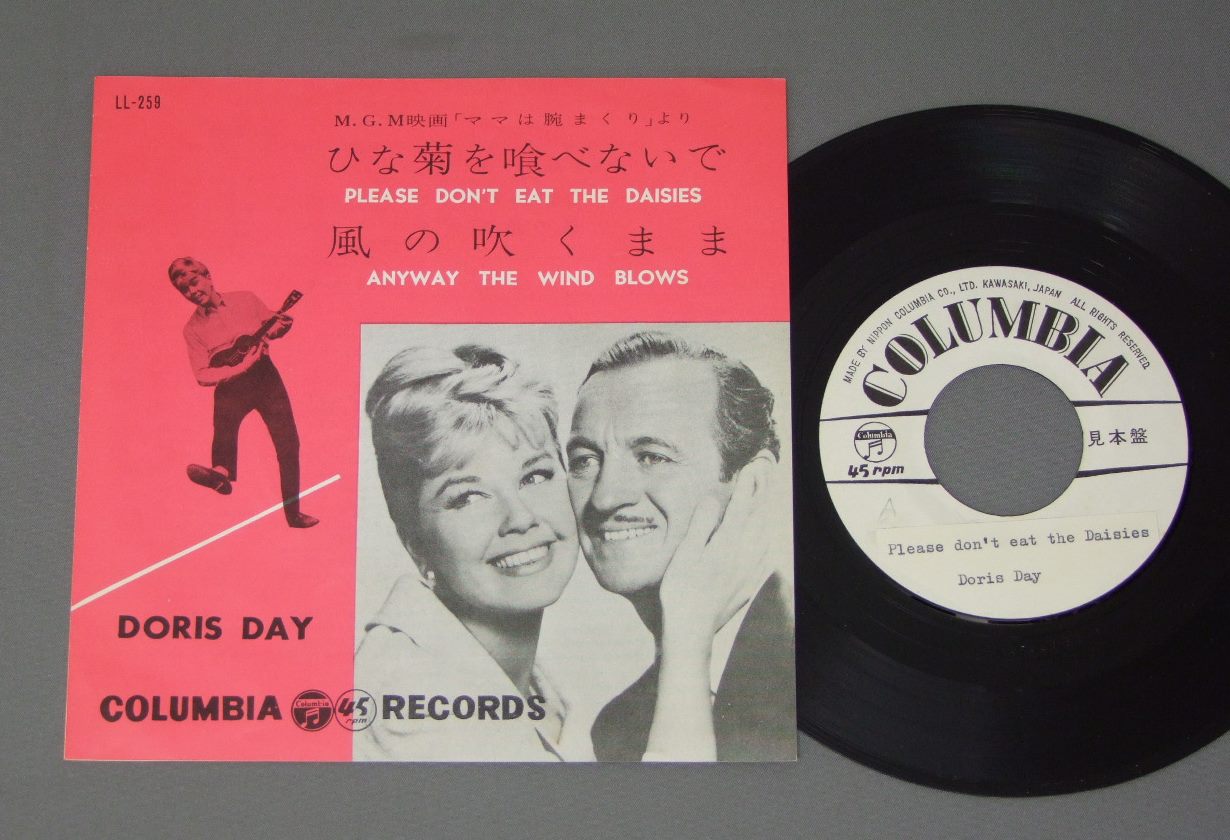 LL-259
M.G.M映画「ママは腕まくり」より
ひな菊を喰べないで
PLEASE DON'T EAT THE DAISIES
風の吹くまま
ANYWAY THE WIND BLOWS
DORIS DAY
COLUMBIA Columbia 45 rpm RECORDS
MADE BY NIPPON COLUMBIA CO., LTD. KAWASAKI, JAPAN ALL RIGHTS RESERVED
COLUMBIA
Columbia
45 rpm
見本盤
A
Please don't eat the Daisies
Doris Day